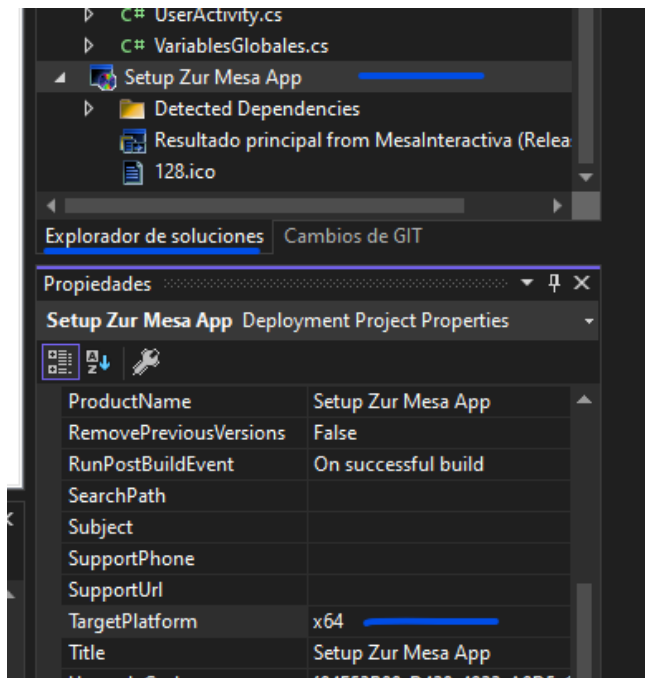 C# UserActivity.cs
C# VariablesGlobales.cs
Setup Zur Mesa App
Detected Dependencies
Resultado principal from MesaInteractiva (Relea
128.ico
Explorador de soluciones Cambios de GIT
Propiedades
Setup Zur Mesa App Deployment Project Properties
ProductName Setup Zur Mesa App
RemovePreviousVersions False
RunPostBuildEvent On successful build
SearchPath
Subject
SupportPhone
SupportUrl
TargetPlatform x64
Title Setup Zur Mesa App